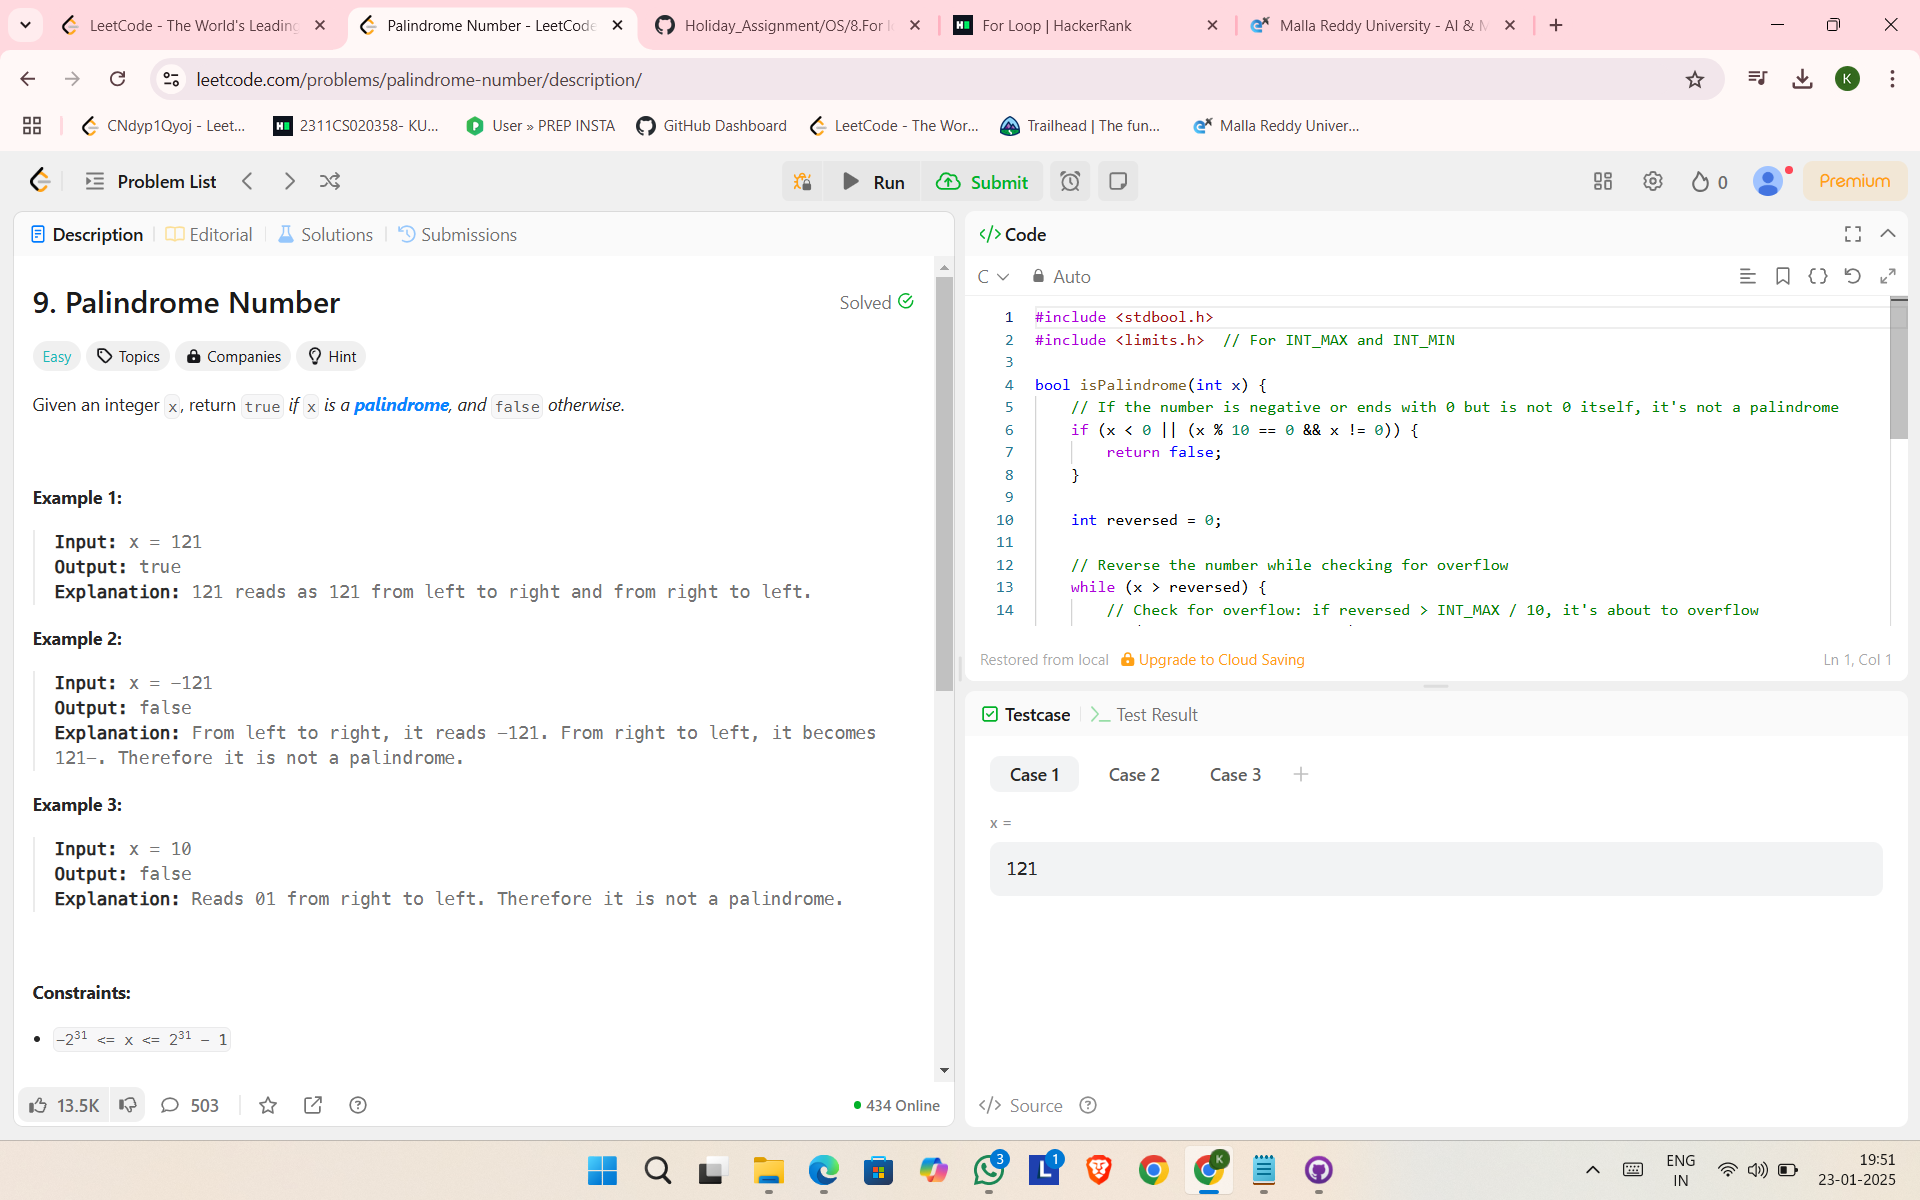 LeetCode - The World's Leading
Palindrome Number - LeetCode
Holiday_Assignment/OS/8.For l
For Loop | HackerRank
Malla Reddy University - AI & M
leetcode.com/problems/palindrome-number/description/
K
CNdyp1Qyoj - Leet...
2311CS020358- KU...
User » PREP INSTA
GitHub Dashboard
LeetCode - The Wor...
Trailhead | The fun...
Malla Reddy Univer...
Problem List
Run
Submit
0
Premium
Description
Editorial
Solutions
Submissions
9. Palindrome Number
Solved
Easy
Topics
Companies
Hint
Given an integer x, return true if x is a palindrome, and false otherwise.
Example 1:
Input: x = 121
Output: true
Explanation: 121 reads as 121 from left to right and from right to left.
Example 2:
Input: x = -121
Output: false
Explanation: From left to right, it reads -121. From right to left, it becomes
121-. Therefore it is not a palindrome.
Example 3:
Input: x = 10
Output: false
Explanation: Reads 01 from right to left. Therefore it is not a palindrome.
Constraints:
-2³¹ <= x <= 2³¹ - 1
13.5K
503
434 Online
</> Code
C
Auto
1 #include <stdbool.h>
2 #include <limits.h>  // For INT_MAX and INT_MIN
3
4 bool isPalindrome(int x) {
5     // If the number is negative or ends with 0 but is not 0 itself, it's not a palindrome
6     if (x < 0 || (x % 10 == 0 && x != 0)) {
7         return false;
8     }
9
10     int reversed = 0;
11
12     // Reverse the number while checking for overflow
13     while (x > reversed) {
14         // Check for overflow: if reversed > INT_MAX / 10, it's about to overflow
Restored from local
Upgrade to Cloud Saving
Ln 1, Col 1
Testcase
Test Result
Case 1
Case 2
Case 3
x =
121
</> Source
3
L
1
K
ENG
IN
19:51
23-01-2025